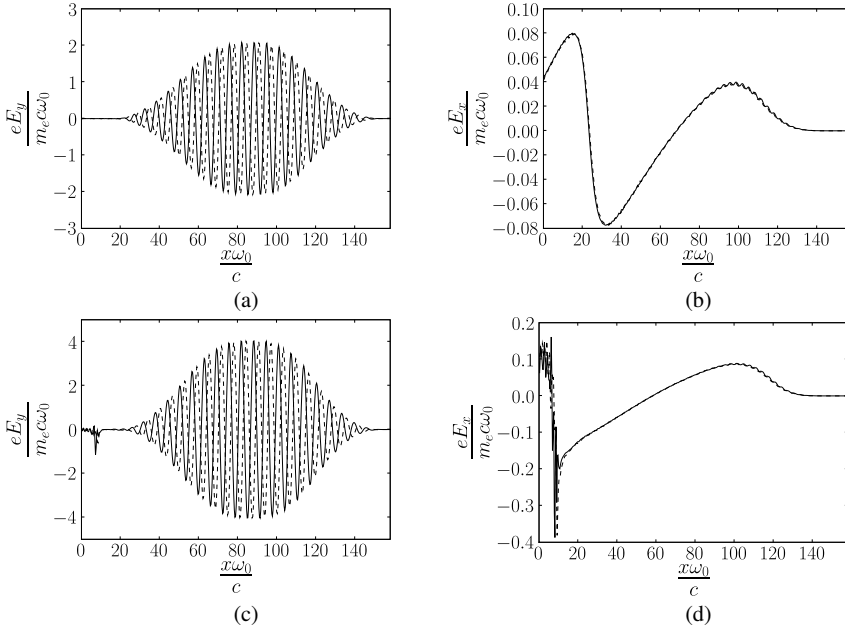 3
2
1
0
−1
−2
−3
0 20 40 60 80 100 120 140
eE_y
m_e c ω_0
xω_0
c
(a)
0.10
0.08
0.06
0.04
0.02
0.00
−0.02
−0.04
−0.06
−0.08
0 20 40 60 80 100 120 140
eE_x
m_e c ω_0
xω_0
c
(b)
4
2
0
−2
−4
0 20 40 60 80 100 120 140
eE_y
m_e c ω_0
xω_0
c
(c)
0.2
0.1
0.0
−0.1
−0.2
−0.3
−0.4
0 20 40 60 80 100 120 140
eE_x
m_e c ω_0
xω_0
c
(d)